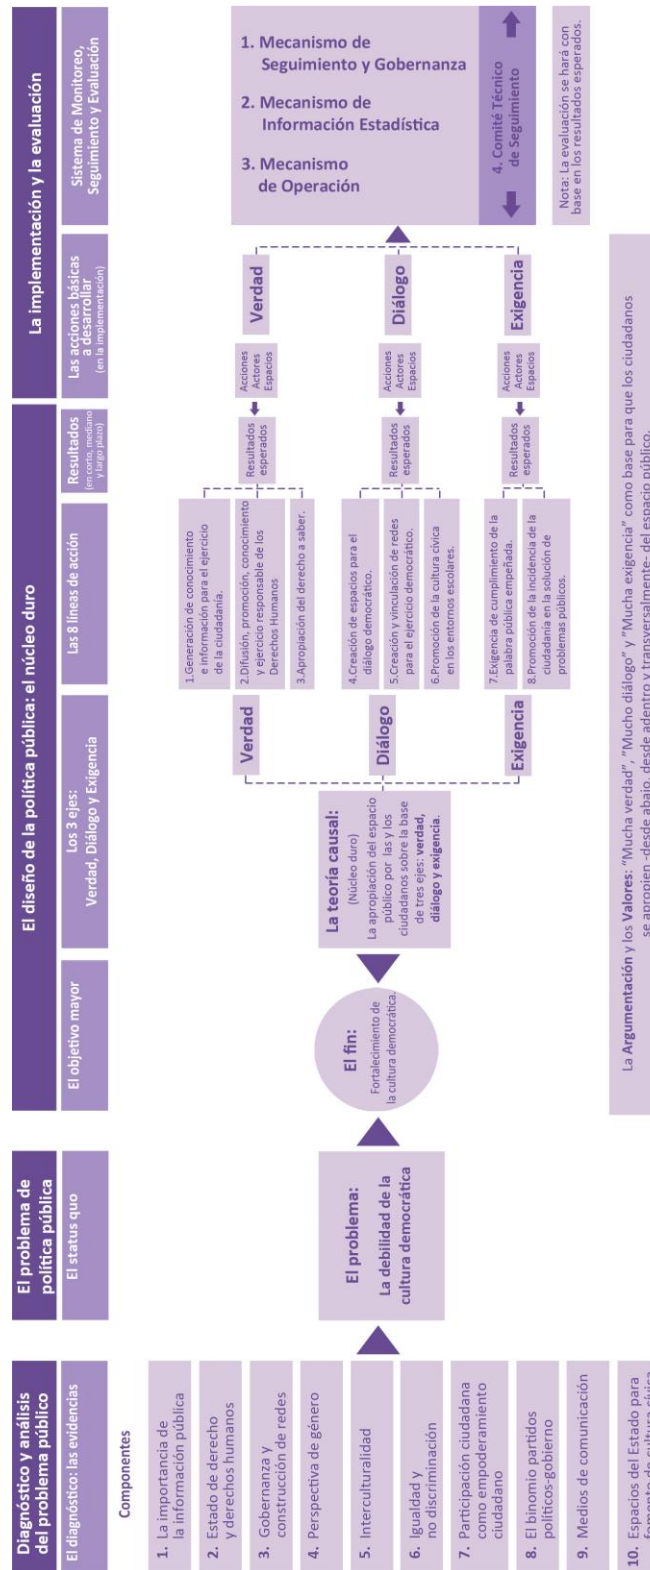 Diagnóstico y análisis
del problema público
El diagnóstico: las evidencias
Componentes
1. La importancia de
la información pública
2. Estado de derecho
y derechos humanos
3. Gobernanza y
construcción de redes
4. Perspectiva de género
5. Interculturalidad
6. Igualdad y
no discriminación
7. Participación ciudadana
como empoderamiento
ciudadano
8. El binomio partidos
políticos-gobierno
9. Medios de comunicación
10. Espacios del Estado para
fomento de cultura cívica
El problema de
política pública
El status quo
El problema:
La debilidad de la
cultura democrática
El diseño de la política pública: el núcleo duro
El objetivo mayor
El fin:
Fortalecimiento de
la cultura democrática.
Los 3 ejes:
Verdad, Diálogo y Exigencia
La teoría causal:
(Núcleo duro)
La apropiación del espacio
público por las y los
ciudadanos sobre la base
de tres ejes: verdad,
diálogo y exigencia.
Verdad
Diálogo
Exigencia
Las 8 líneas de acción
1.Generación de conocimiento
e información para el ejercicio
de la ciudadanía.
2.Difusión, promoción, conocimiento
y ejercicio responsable de los
Derechos Humanos
3.Apropiación del derecho a saber.
4.Creación de espacios para el
diálogo democrático.
5.Creación y vinculación de redes
para el ejercicio democrático.
6.Promoción de la cultura cívica
en los entornos escolares.
7.Exigencia de cumplimiento de la
palabra pública empeñada.
8.Promoción de la incidencia de la
ciudadanía en la solución de
problemas públicos.
Resultados
(en corto, mediano
y largo plazo)
Resultados
esperados
Resultados
esperados
Resultados
esperados
La implementación y la evaluación
Las acciones básicas
a desarrollar
(en la implementación)
Acciones
Actores
Espacios
Verdad
Acciones
Actores
Espacios
Diálogo
Acciones
Actores
Espacios
Exigencia
Sistema de Monitoreo,
Seguimiento y Evaluación
1. Mecanismo de
Seguimiento y Gobernanza
2. Mecanismo de
Información Estadística
3. Mecanismo
de Operación
4. Comité Técnico
de Seguimiento
Nota: La evaluación se hará con
base en los resultados esperados.
La Argumentación y los Valores: "Mucha verdad", "Mucho diálogo" y "Mucha exigencia" como base para que los ciudadanos
se apropien -desde abajo, desde adentro y transversalmente- del espacio público.